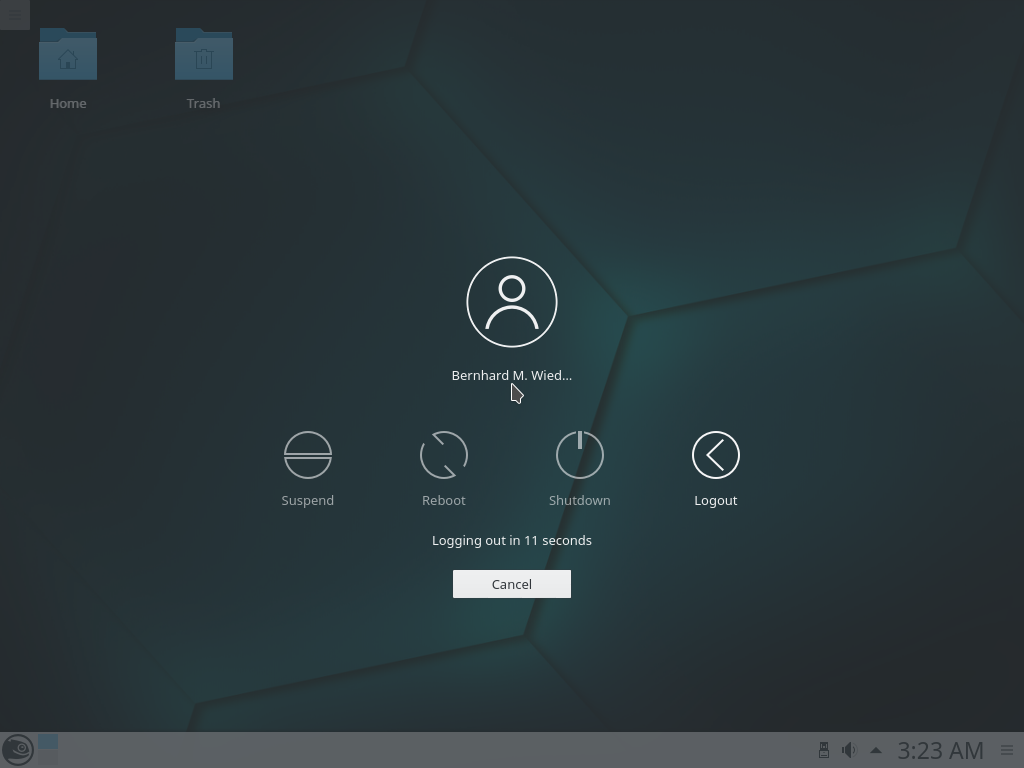 Home
Trash
Bernhard M. Wied...
Suspend
Reboot
Shutdown
Logout
Logging out in 11 seconds
Cancel
3:23 AM